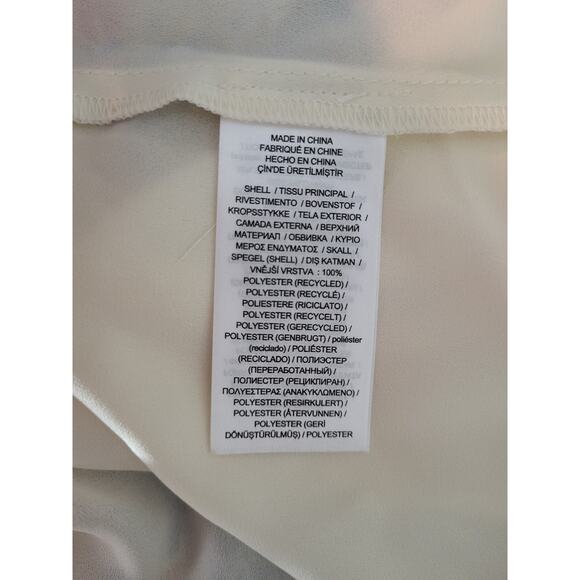 MADE IN CHINA
FABRIQUÉ EN CHINE
HECHO EN CHINA
ÇİN'DE ÜRETİLMİŞTİR
SHELL / TISSU PRINCIPAL /
RIVESTIMENTO / BOVENSTOF /
KROPSSTYKKE / TELA EXTERIOR /
CAMADA EXTERNA / ВЕРХНИЙ
МАТЕРИАЛ / ОБВИВКА / ΚΥΡΙΟ
ΜΕΡΟΣ ΕΝΔΥΜΑΤΟΣ / SKALL /
SPEGEL (SHELL) / DIŞ KATMAN /
VNĚJŠÍ VRSTVA : 100%
POLYESTER (RECYCLED) /
POLYESTER (RECYCLÉ) /
POLIESTERE (RICICLATO) /
POLYESTER (RECYCELT) /
POLYESTER (GERECYCLED) /
POLYESTER (GENBRUGT) / poliéster
(reciclado) / POLIÉSTER
(RECICLADO) / ПОЛИЭСТЕР
(ПЕРЕРАБОТАННЫЙ) /
ПОЛИЕСТЕР (РЕЦИКЛИРАН) /
ΠΟΛΥΕΣΤΕΡΑΣ (ΑΝΑΚΥΚΛΩΜΕΝΟ) /
POLYESTER (RESIRKULERT) /
POLYESTER (ÅTERVUNNEN) /
POLYESTER (GERİ
DÖNÜŞTÜRÜLMÜŞ) / POLYESTER